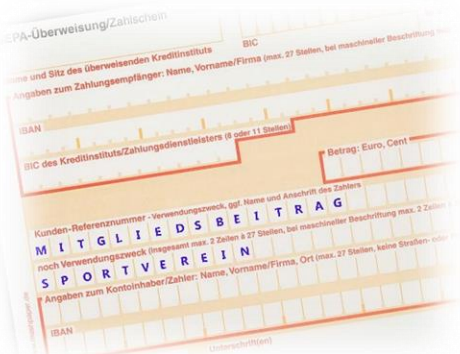 SEPA-Überweisung/Zahlschein
Name und Sitz des überweisenden Kreditinstituts
BIC
Angaben zum Zahlungsempfänger: Name, Vorname/Firma (max. 27 Stellen, bei maschineller Beschriftung
IBAN
BIC des Kreditinstituts/Zahlungsdienstleisters (8 oder 11 Stellen)
Betrag: Euro, Cent
Kunden-Referenznummer - Verwendungszweck, ggf. Name und Anschrift des Zahlers
MITGLIEDSBEITRAG
noch Verwendungszweck (insgesamt max. 2 Zeilen à 27 Stellen, bei maschineller Beschriftung max. 2 Zeilen
SPORTVEREIN
Angaben zum Kontoinhaber/Zahler: Name, Vorname/Firma, Ort (max. 27 Stellen, keine Straßen- oder
IBAN
Unterschrift(en)